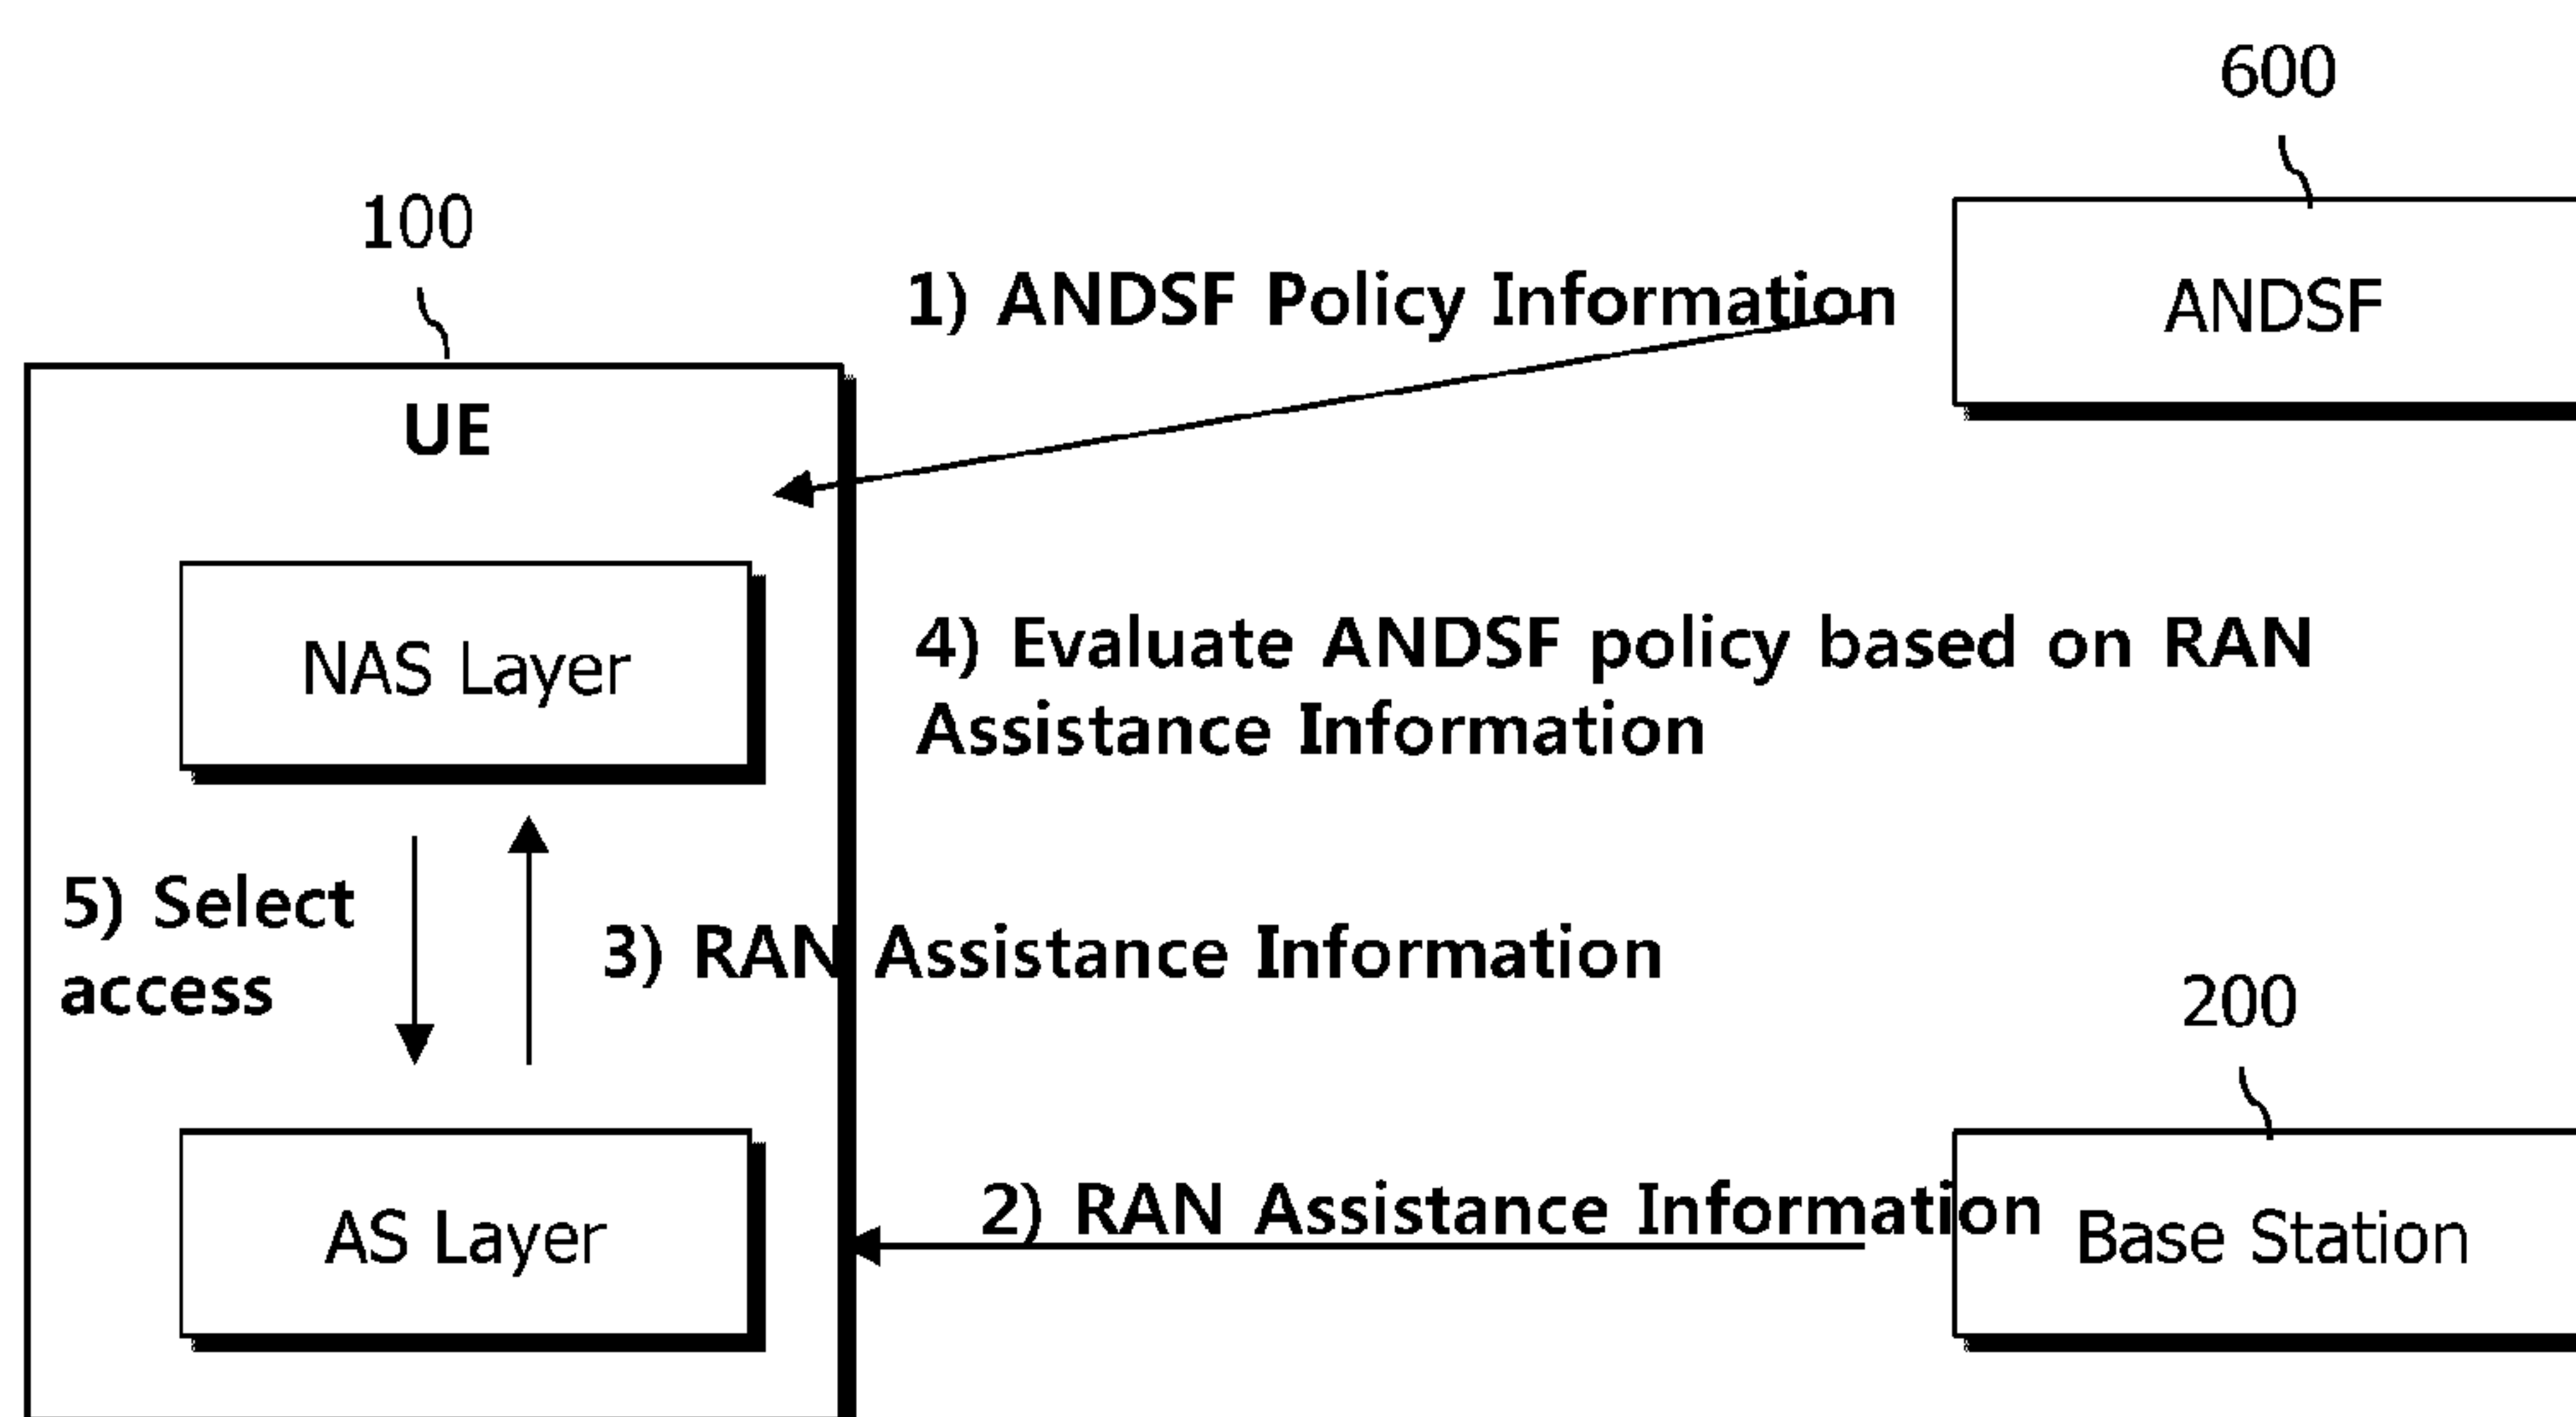 600
100
ANDSF
1) ANDSF Policy Information
UE
NAS Layer
4) Evaluate ANDSF policy based on RAN
Assistance Information
5) Select
access
3) RAN Assistance Information
200
AS Layer
2) RAN Assistance Information
Base Station